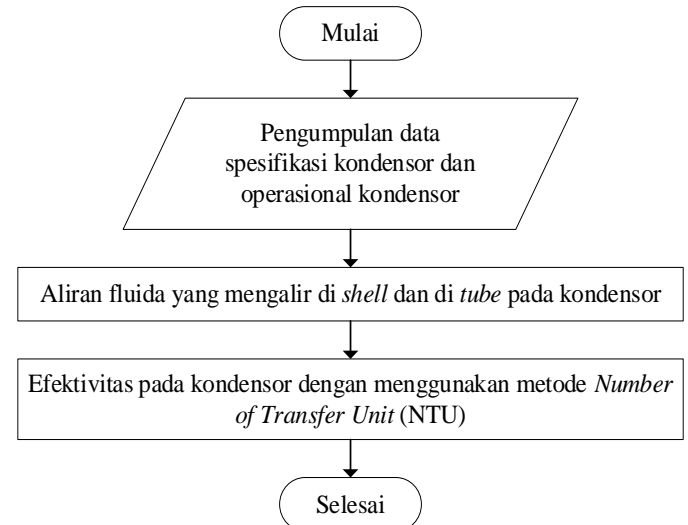 Mulai
Pengumpulan data
spesifikasi kondensor dan
operasional kondensor
Aliran fluida yang mengalir di shell dan di tube pada kondensor
Efektivitas pada kondensor dengan menggunakan metode Number
of Transfer Unit (NTU)
Selesai